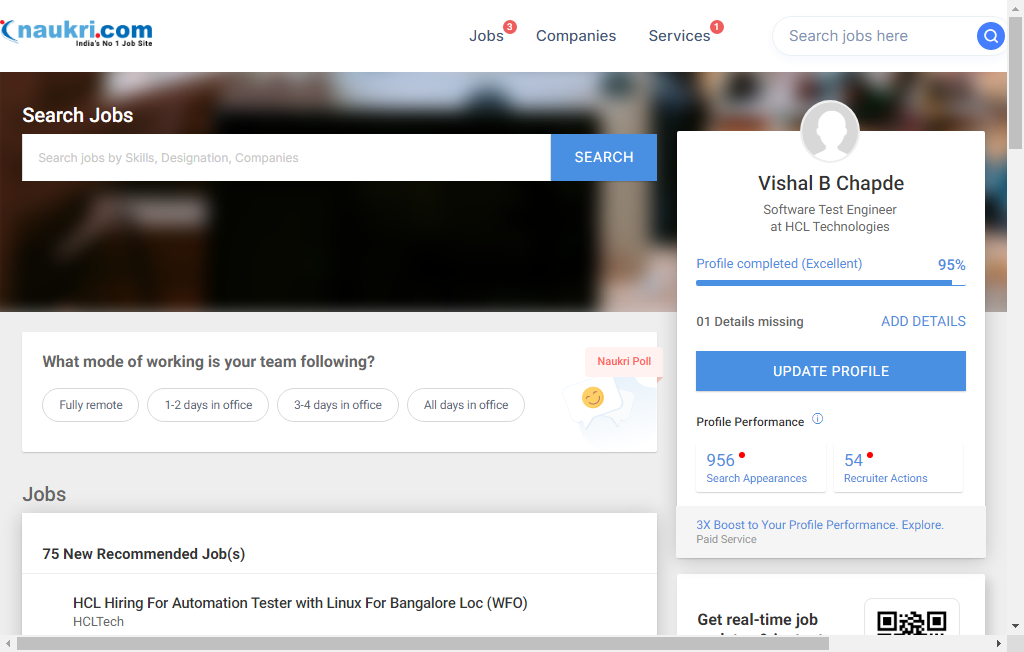 naukri.com
India's No 1 Job Site
Jobs 3
Companies
Services 1
Search jobs here
Search Jobs
Search jobs by Skills, Designation, Companies
SEARCH
Vishal B Chapde
Software Test Engineer
at HCL Technologies
Profile completed (Excellent) 95%
01 Details missing ADD DETAILS
UPDATE PROFILE
Profile Performance
956
Search Appearances
54
Recruiter Actions
3X Boost to Your Profile Performance. Explore.
Paid Service
What mode of working is your team following?
Naukri Poll
Fully remote
1-2 days in office
3-4 days in office
All days in office
Jobs
75 New Recommended Job(s)
HCL Hiring For Automation Tester with Linux For Bangalore Loc (WFO)
HCLTech
Get real-time job